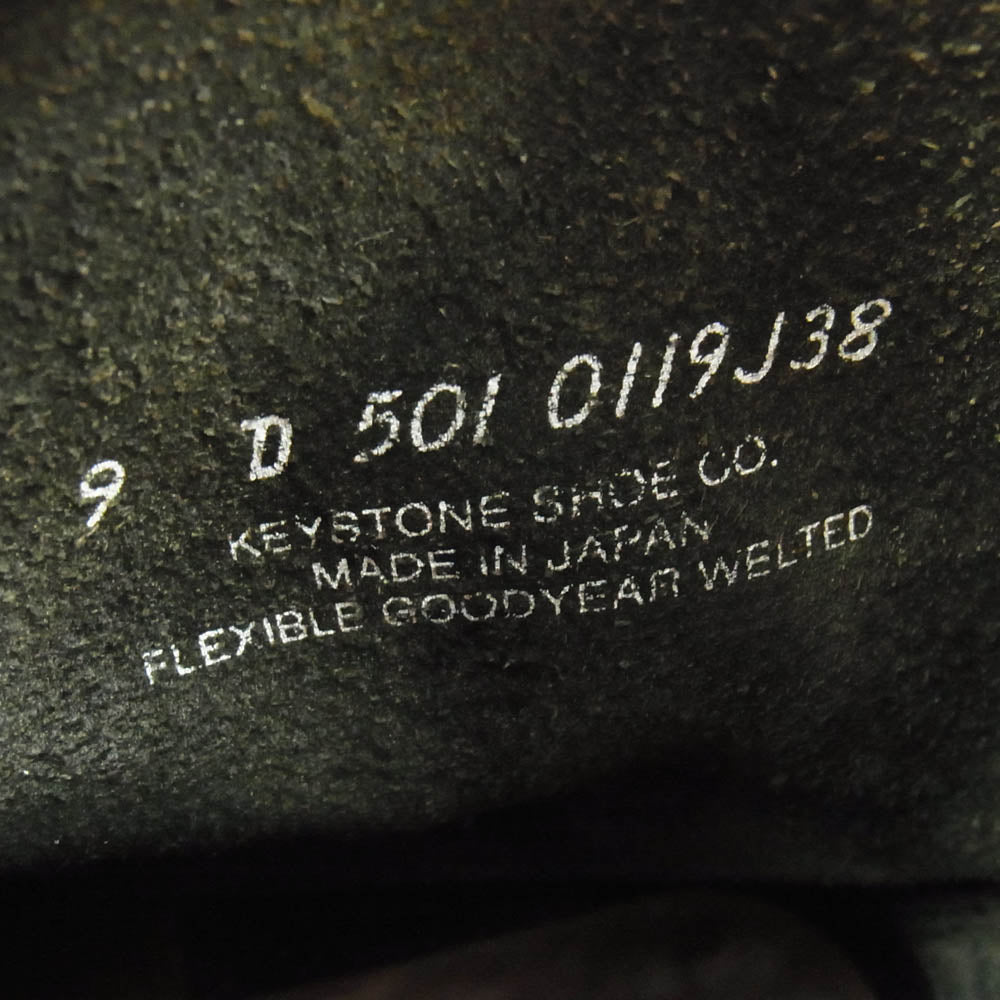 9 D 501 0119J38
KEYSTONE SHOE CO.
MADE IN JAPAN
FLEXIBLE GOODYEAR WELTED